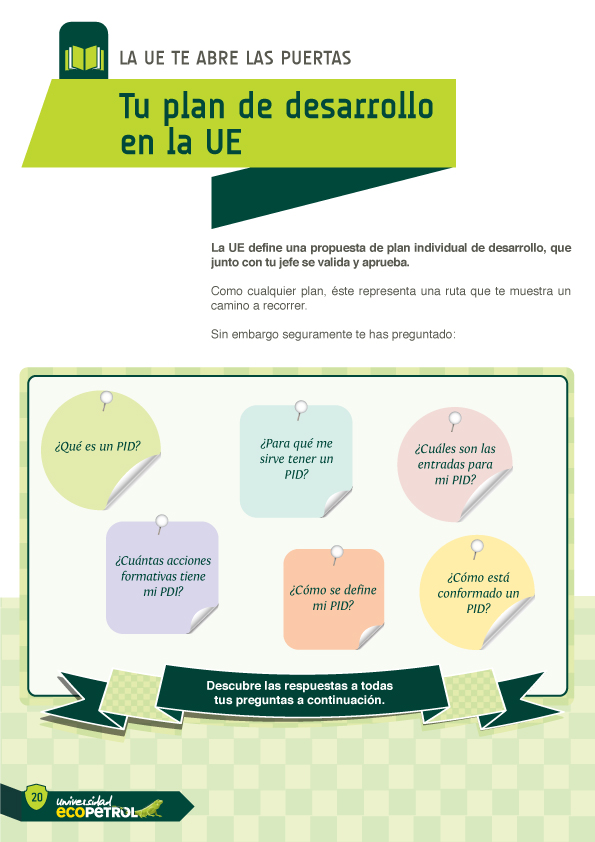 LA UE TE ABRE LAS PUERTAS
Tu plan de desarrollo
en la UE
La UE define una propuesta de plan individual de desarrollo, que
junto con tu jefe se valida y aprueba.
Como cualquier plan, éste representa una ruta que te muestra un
camino a recorrer.
Sin embargo seguramente te has preguntado:
¿Qué es un PID?
¿Para qué me
sirve tener un
PID?
¿Cuáles son las
entradas para
mi PID?
¿Cuántas acciones
formativas tiene
mi PDI?
¿Cómo se define
mi PID?
¿Cómo está
conformado un
PID?
Descubre las respuestas a todas
tus preguntas a continuación.
20
universidad
ECOPETROL